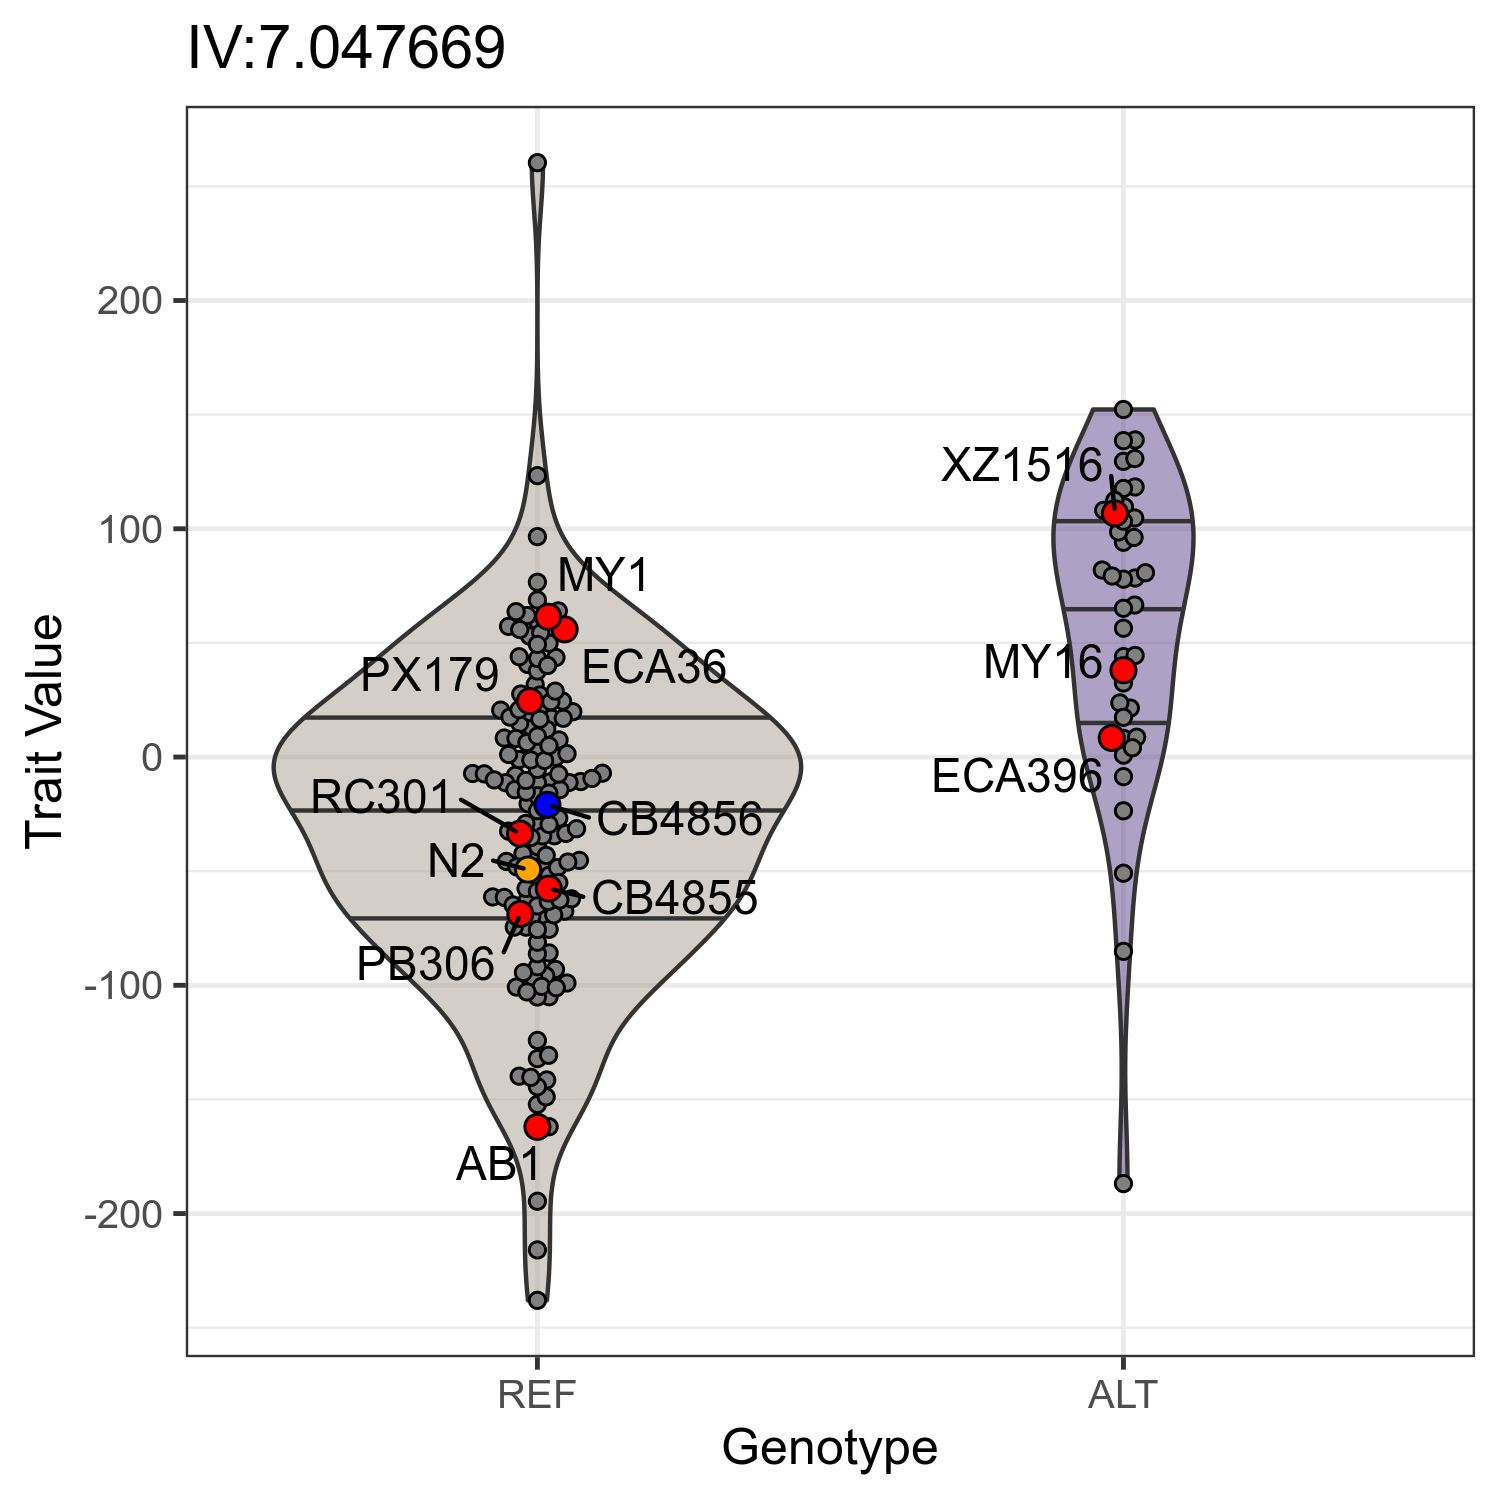 IV:7.047669
Trait Value
200
100
0
-100
-200
XZ1516
MY1
PX179
ECA36
MY16
RC301
CB4856
ECA396
N2
CB4855
PB306
AB1
REF
ALT
Genotype